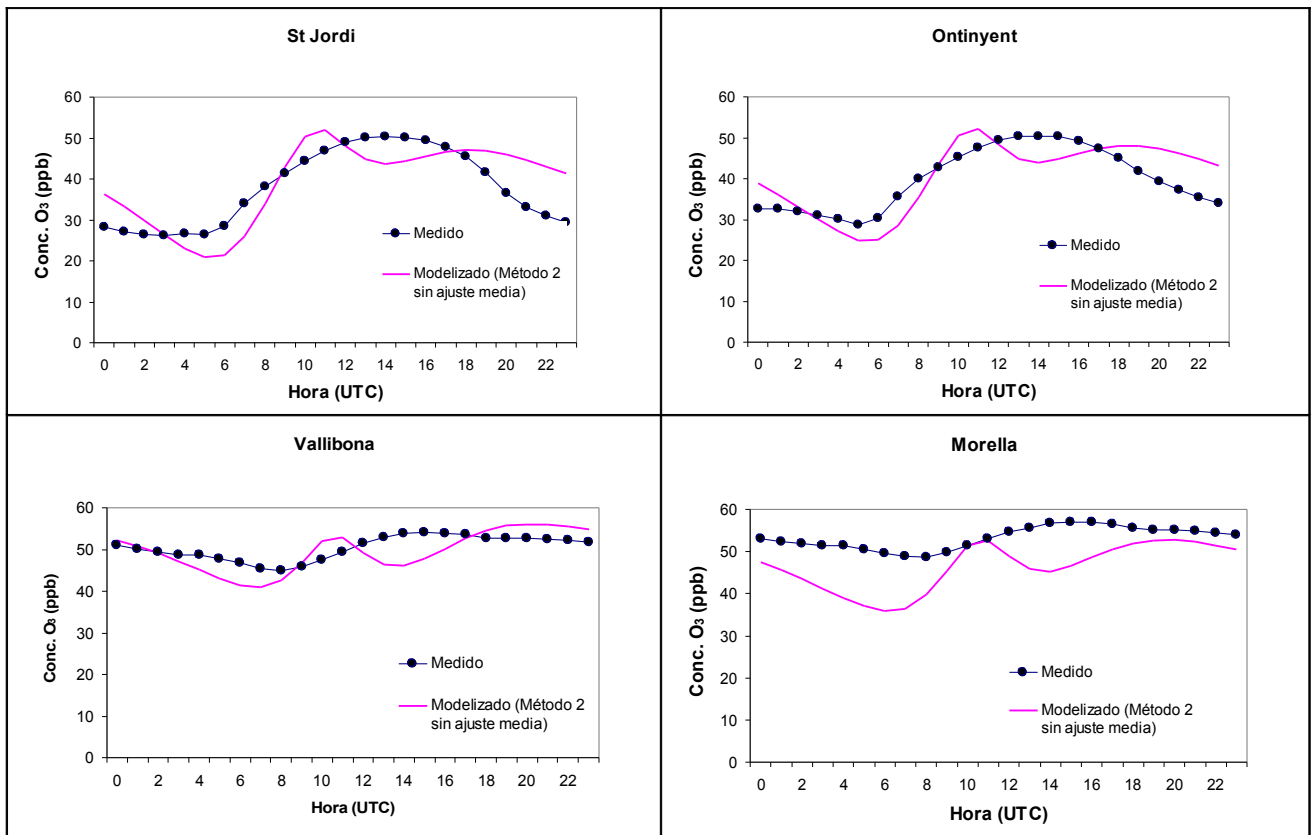 St Jordi
Conc. O3 (ppb)
60
50
40
30
20
10
0
Medido
Modelizado (Método 2
sin ajuste media)
0 2 4 6 8 10 12 14 16 18 20 22
Hora (UTC)
Ontinyent
Conc. O3 (ppb)
60
50
40
30
20
10
0
Medido
Modelizado (Método 2
sin ajuste media)
0 2 4 6 8 10 12 14 16 18 20 22
Hora (UTC)
Vallibona
Conc. O3 (ppb)
60
50
40
30
20
10
0
Medido
Modelizado (Método 2
sin ajuste media)
0 2 4 6 8 10 12 14 16 18 20 22
Hora (UTC)
Morella
Conc. O3 (ppb)
60
50
40
30
20
10
0
Medido
Modelizado (Método 2
sin ajuste media)
0 2 4 6 8 10 12 14 16 18 20 22
Hora (UTC)